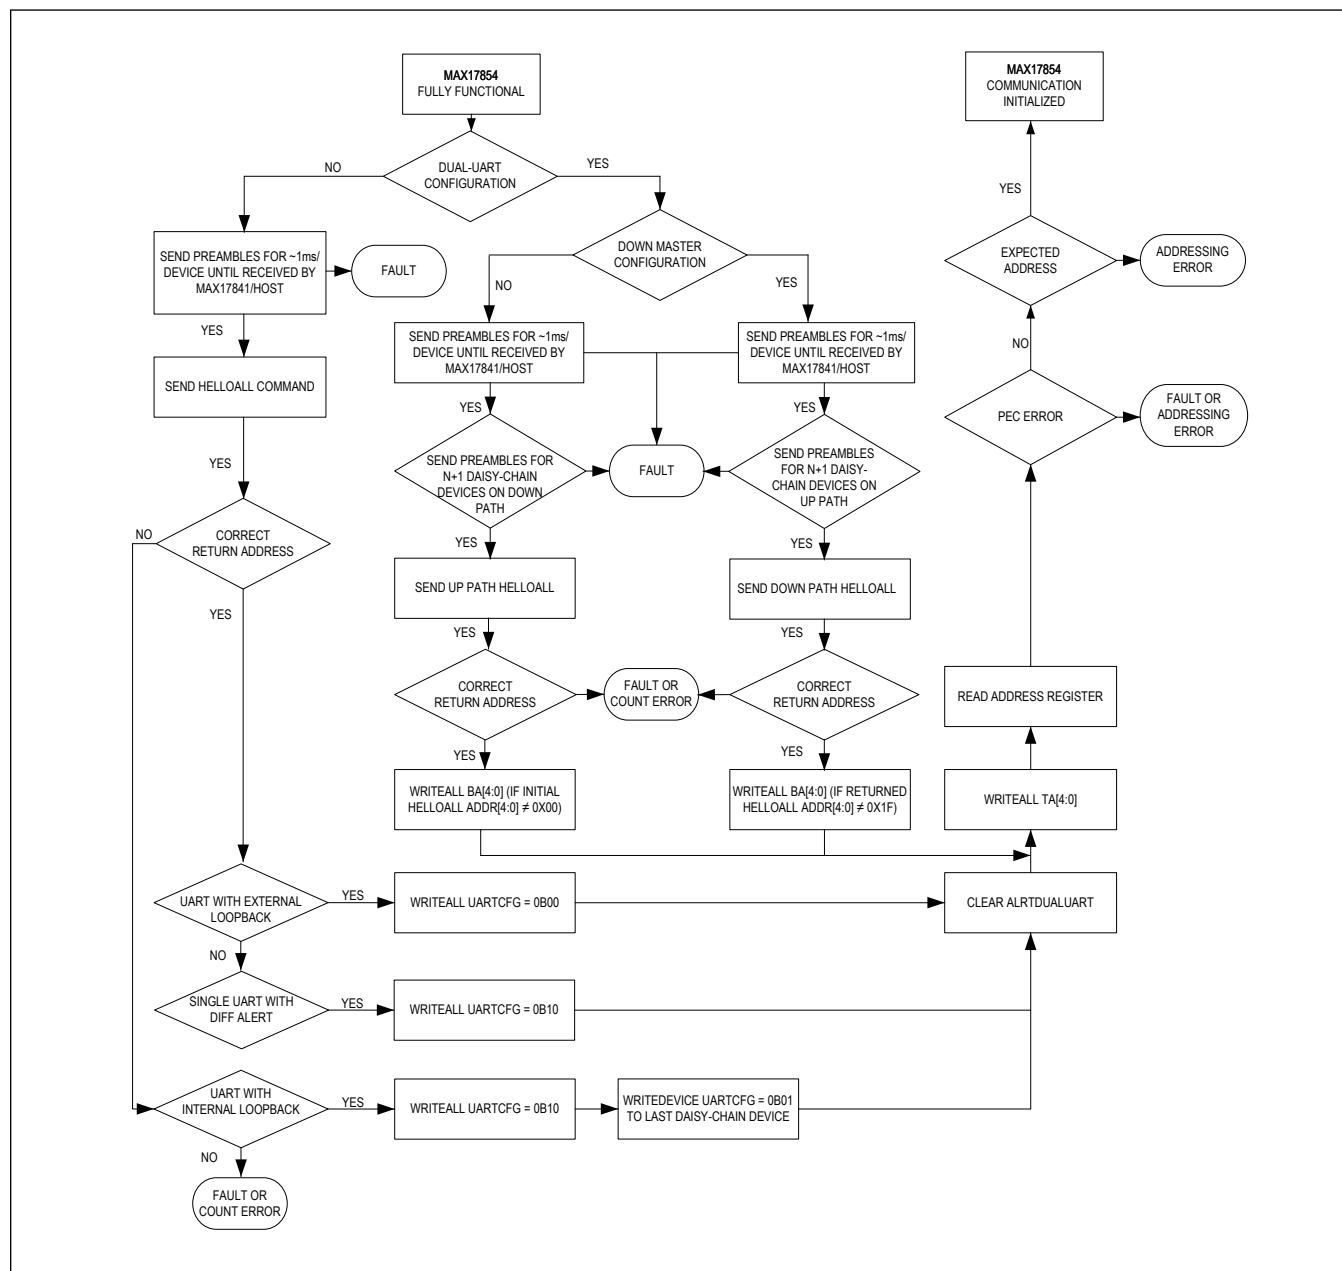 MAX17854
FULLY FUNCTIONAL
MAX17854
COMMUNICATION
INITIALIZED
DUAL-UART
CONFIGURATION
NO
YES
YES
DOWN MASTER
CONFIGURATION
NO
YES
SEND PREAMBLES FOR ~1ms/
DEVICE UNTIL RECEIVED BY
MAX17841/HOST
FAULT
YES
SEND HELLOALL COMMAND
YES
CORRECT
RETURN ADDRESS
NO
YES
SEND PREAMBLES FOR ~1ms/
DEVICE UNTIL RECEIVED BY
MAX17841/HOST
YES
SEND PREAMBLES FOR
N+1 DAISY-CHAIN
DEVICES ON DOWN
PATH
YES
SEND UP PATH HELLOALL
YES
CORRECT
RETURN ADDRESS
YES
WRITEALL BA[4:0] (IF INITIAL
HELLOALL ADDR[4:0] ≠ 0X00)
FAULT
FAULT OR
COUNT ERROR
SEND PREAMBLES FOR ~1ms/
DEVICE UNTIL RECEIVED BY
MAX17841/HOST
YES
SEND PREAMBLES
FOR N+1 DAISY-
CHAIN DEVICES ON
UP PATH
YES
SEND DOWN PATH HELLOALL
YES
CORRECT
RETURN ADDRESS
YES
WRITEALL BA[4:0] (IF RETURNED
HELLOALL ADDR[4:0] ≠ 0X1F)
EXPECTED
ADDRESS
ADDRESSING
ERROR
NO
PEC ERROR
FAULT OR
ADDRESSING
ERROR
READ ADDRESS REGISTER
WRITEALL TA[4:0]
CLEAR ALRTDUALUART
UART WITH EXTERNAL
LOOPBACK
YES
WRITEALL UARTCFG = 0B00
NO
SINGLE UART WITH
DIFF ALERT
YES
WRITEALL UARTCFG = 0B10
UART WITH
INTERNAL LOOPBACK
YES
WRITEALL UARTCFG = 0B10
WRITEDEVICE UARTCFG = 0B01
TO LAST DAISY-CHAIN DEVICE
NO
FAULT OR
COUNT ERROR